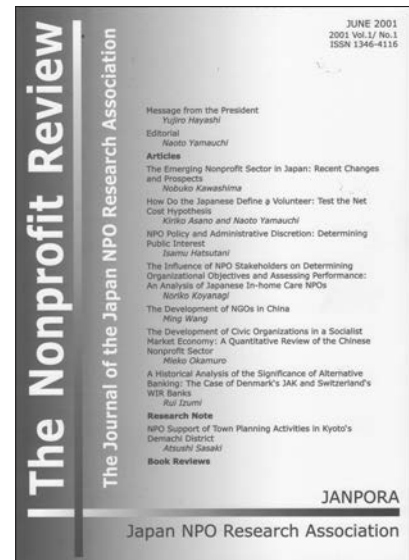 The Nonprofit Review
The Journal of the Japan NPO Research Association
JUNE 2001
2001 Vol.1/ No.1
ISSN 1346-4116
Message from the President
Yujiro Hayashi
Editorial
Naoto Yamauchi
Articles
The Emerging Nonprofit Sector in Japan: Recent Changes
and Prospects
Nobuko Kawashima
How Do the Japanese Define a Volunteer: Test the Net
Cost Hypothesis
Kiriko Asano and Naoto Yamauchi
NPO Policy and Administrative Discretion: Determining
Public Interest
Isamu Hatsutani
The Influence of NPO Stakeholders on Determining
Organizational Objectives and Assessing Performance:
An Analysis of Japanese In-home Care NPOs
Noriko Koyanagi
The Development of NGOs in China
Ming Wang
The Development of Civic Organizations in a Socialist
Market Economy: A Quantitative Review of the Chinese
Nonprofit Sector
Mieko Okamuro
A Historical Analysis of the Significance of Alternative
Banking: The Case of Denmark's JAK and Switzerland's
WIR Banks
Rui Izumi
Research Note
NPO Support of Town Planning Activities in Kyoto's
Demachi District
Atsushi Sasaki
Book Reviews
JANPORA
Japan NPO Research Association